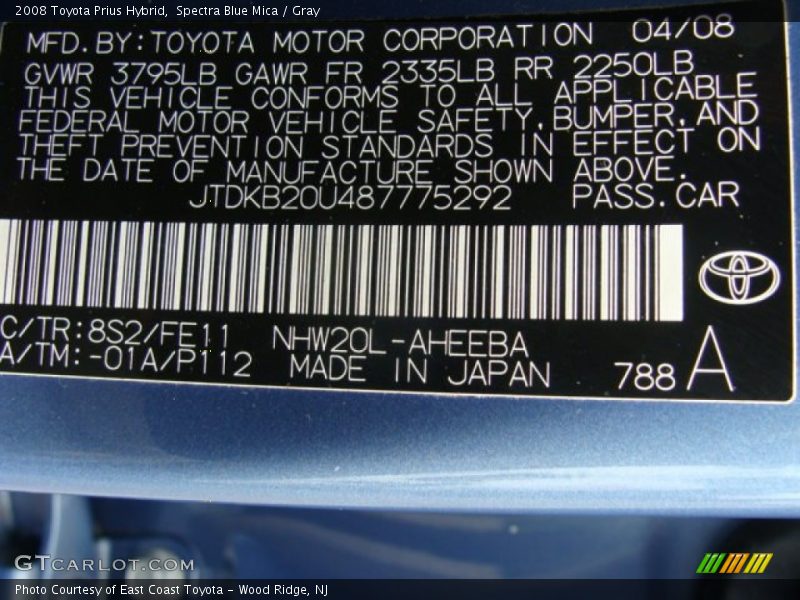 2008 Toyota Prius Hybrid,  Spectra Blue Mica / Gray
MFD.BY:TOYOTA MOTOR CORPORATION 04/08
GVWR 3795LB GAWR FR 2335LB RR 2250LB
THIS VEHICLE CONFORMS TO ALL APPLICABLE
FEDERAL MOTOR VEHICLE SAFETY,BUMPER,AND
THEFT PREVENTION STANDARDS IN EFFECT ON
THE DATE OF MANUFACTURE SHOWN ABOVE.
JTDKB20U487775292 PASS.CAR
C/TR:8S2/FE11 NHW20L-AHEEBA
A/TM:-01A/P112 MADE IN JAPAN 788 A
GTCARLOT.COM
Photo Courtesy of East Coast Toyota - Wood Ridge, NJ